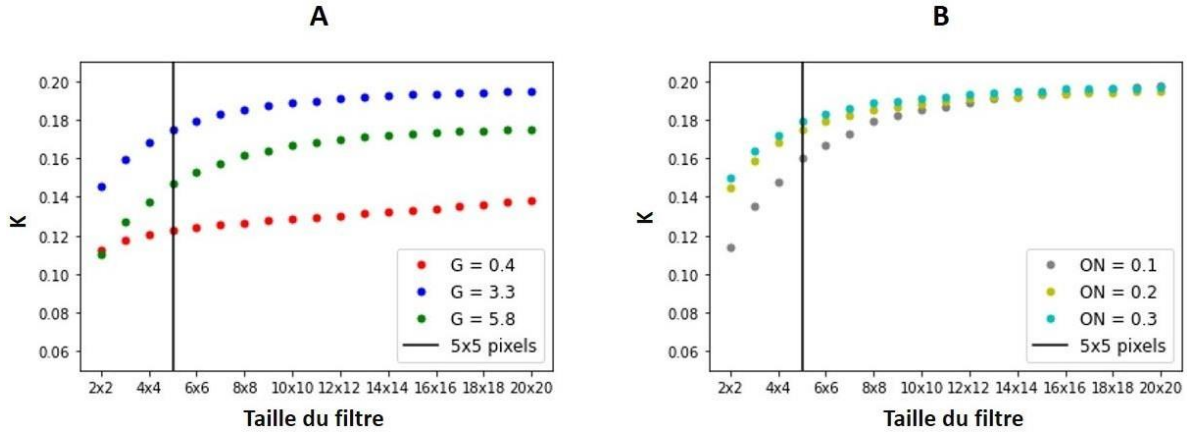 A
K
0.20
0.18
0.16
0.14
0.12
0.10
0.08
0.06
G = 0.4
G = 3.3
G = 5.8
5x5 pixels
2x2 4x4 6x6 8x8 10x10 12x12 14x14 16x16 18x18 20x20
Taille du filtre
B
K
0.20
0.18
0.16
0.14
0.12
0.10
0.08
0.06
ON = 0.1
ON = 0.2
ON = 0.3
5x5 pixels
2x2 4x4 6x6 8x8 10x10 12x12 14x14 16x16 18x18 20x20
Taille du filtre